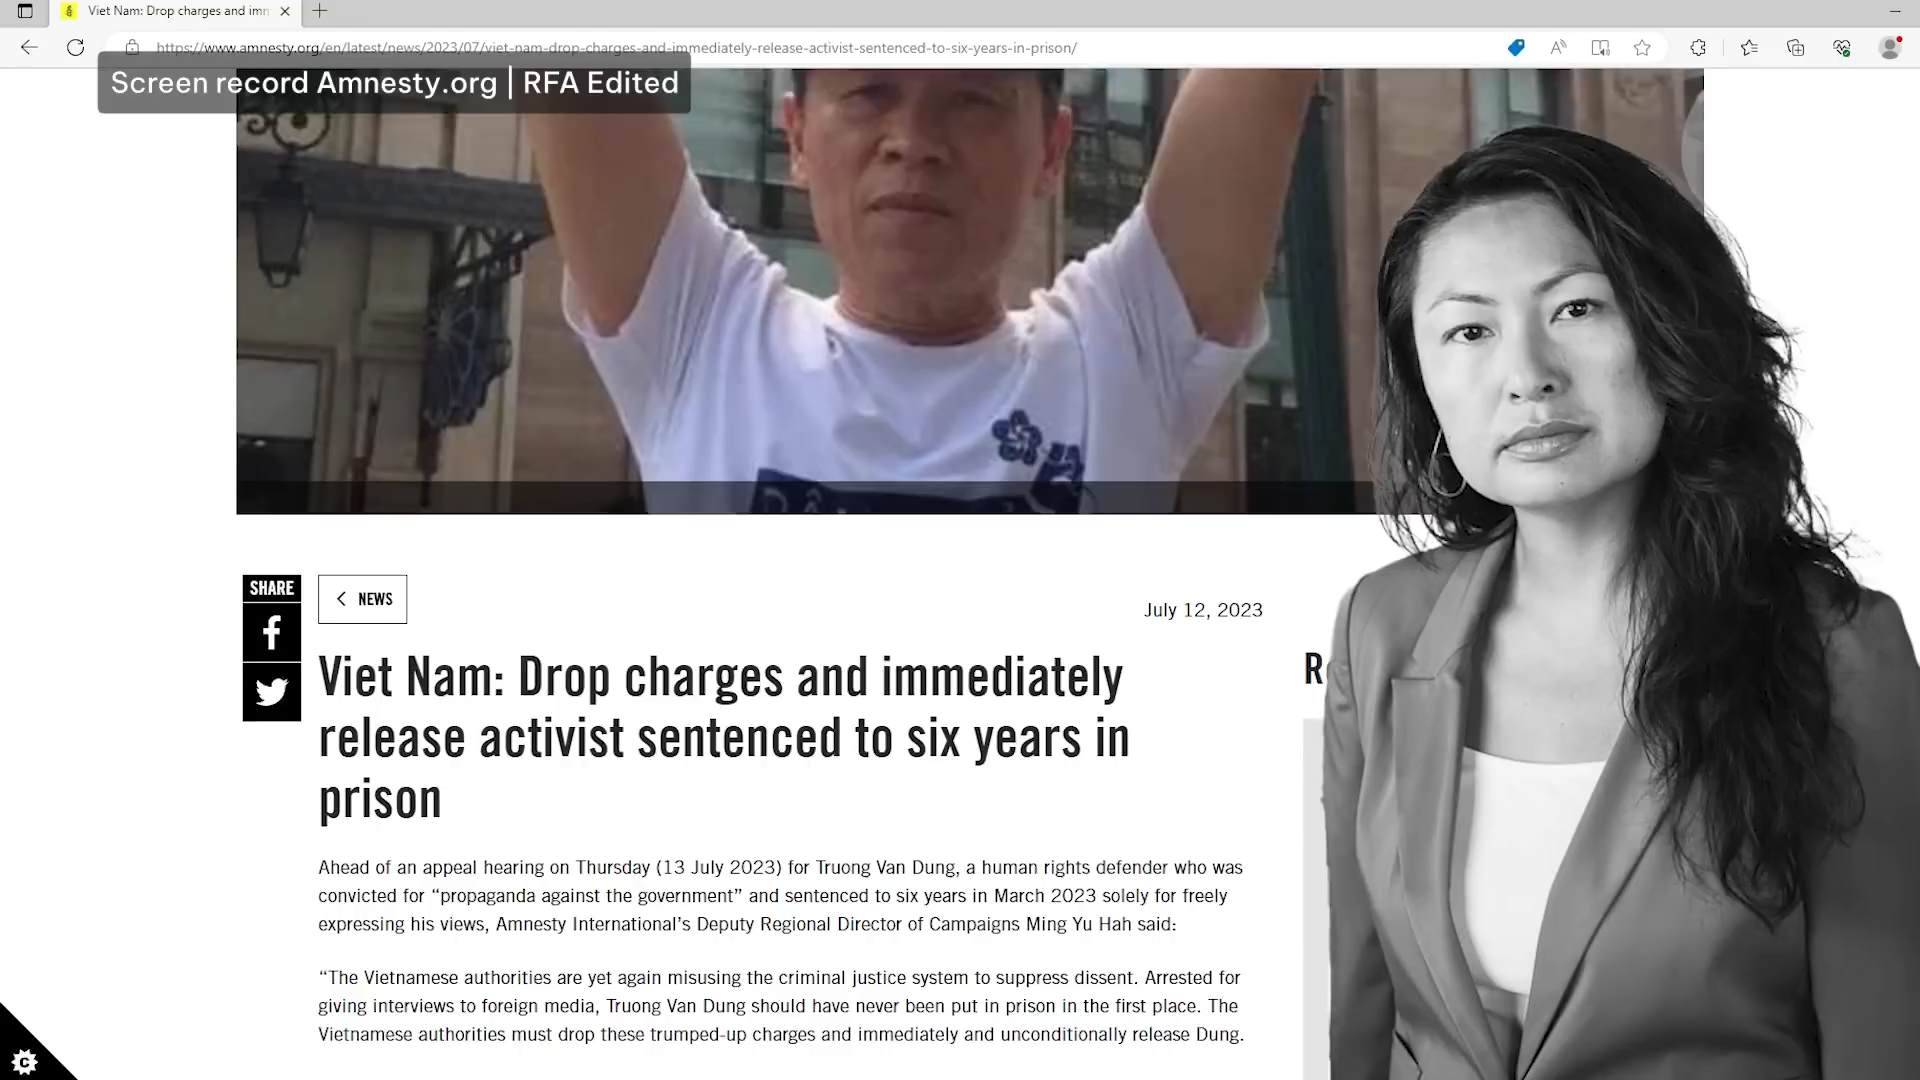 Viet Nam: Drop charges and imm
https://www.amnesty.org/en/latest/news/2023/07/viet-nam-drop-charges-and-immediately-release-activist-sentenced-to-six-years-in-prison/
Screen record Amnesty.org | RFA Edited
SHARE
NEWS
July 12, 2023
Viet Nam: Drop charges and immediately
release activist sentenced to six years in
prison
Ahead of an appeal hearing on Thursday (13 July 2023) for Truong Van Dung, a human rights defender who was
convicted for “propaganda against the government” and sentenced to six years in March 2023 solely for freely
expressing his views, Amnesty International’s Deputy Regional Director of Campaigns Ming Yu Hah said:
“The Vietnamese authorities are yet again misusing the criminal justice system to suppress dissent. Arrested for
giving interviews to foreign media, Truong Van Dung should have never been put in prison in the first place. The
Vietnamese authorities must drop these trumped-up charges and immediately and unconditionally release Dung.